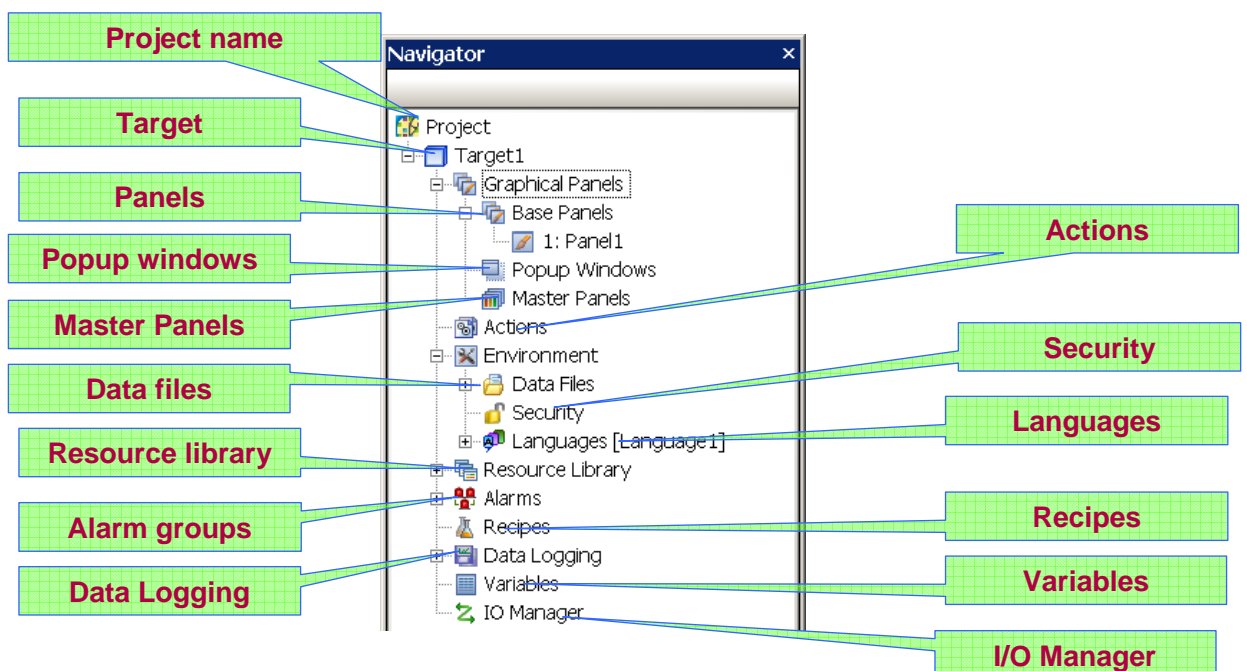 Project name
Target
Panels
Popup windows
Master Panels
Data files
Resource library
Alarm groups
Data Logging
Navigator
Project
Target1
Graphical Panels
Base Panels
1: Panel1
Popup Windows
Master Panels
Actions
Environment
Data Files
Security
Languages [Language1]
Resource Library
Alarms
Recipes
Data Logging
Variables
IO Manager
Actions
Security
Languages
Recipes
Variables
I/O Manager